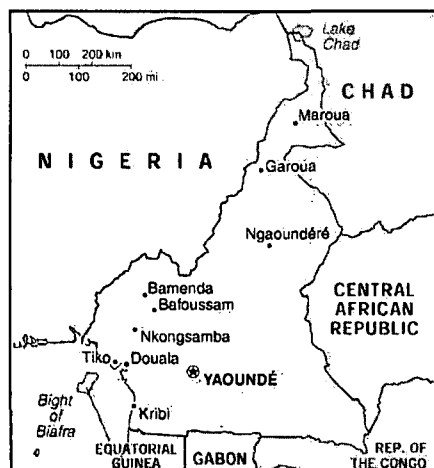 0 100 200 km
0 100 200 mi
Lake
Chad
CHAD
Maroua
NIGERIA
Garoua
Ngaoundéré
Bamenda
Bafoussam
CENTRAL
AFRICAN
REPUBLIC
Nkongsamba
Tiko
Douala
YAOUNDÉ
Bight
of
Biafra
Kribi
EQUATORIAL
GUINEA
GABON
REP. OF
THE CONGO